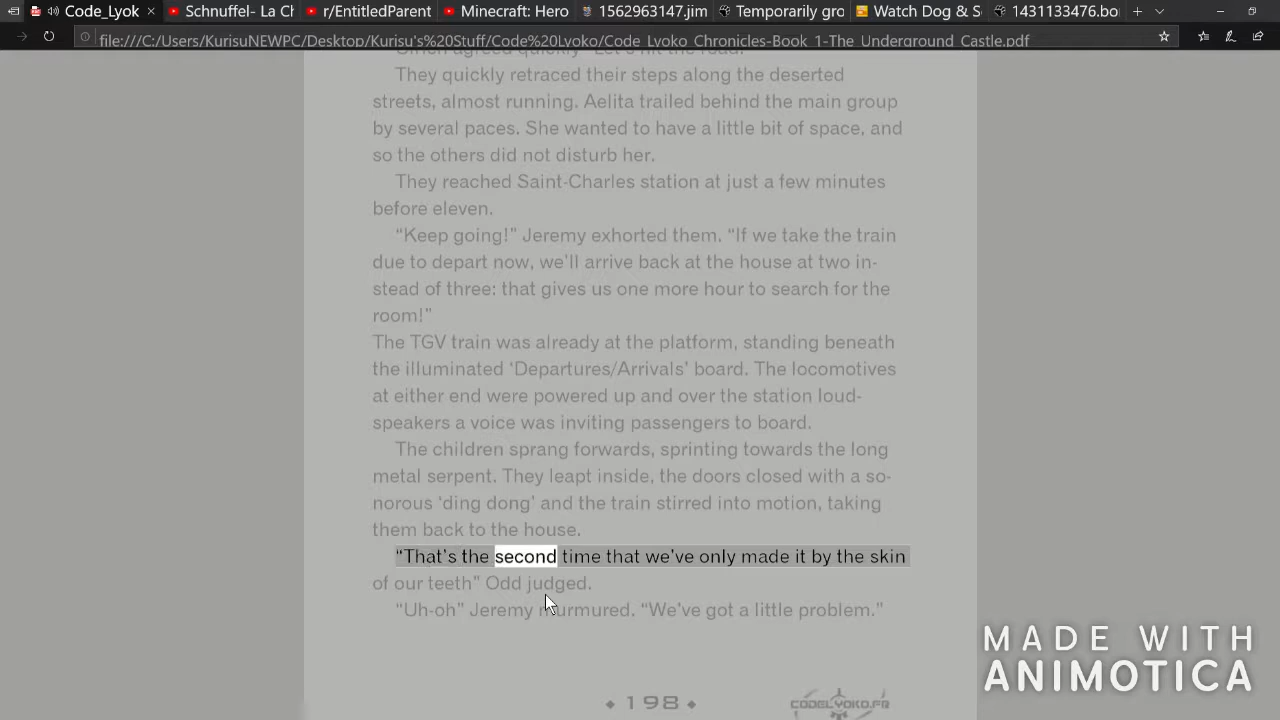 Code_Lyok
Schnuffel- La Cl
r/EntitledParent
Minecraft: Hero
1562963147.jim
Temporarily gro
Watch Dog & S
1431133476.bo
file:///C:/Users/KurisuNEWPC/Desktop/Kurisu's%20Stuff/Code%20Lyoko/Code_Lyoko_Chronicles-Book_1-The_Underground_Castle.pdf
They quickly retraced their steps along the deserted
streets, almost running. Aelita trailed behind the main group
by several paces. She wanted to have a little bit of space, and
so the others did not disturb her.
They reached Saint-Charles station at just a few minutes
before eleven.
“Keep going!” Jeremy exhorted them. “If we take the train
due to depart now, we’ll arrive back at the house at two in-
stead of three: that gives us one more hour to search for the
room!”
The TGV train was already at the platform, standing beneath
the illuminated ‘Departures/Arrivals’ board. The locomotives
at either end were powered up and over the station loud-
speakers a voice was inviting passengers to board.
The children sprang forwards, sprinting towards the long
metal serpent. They leapt inside, the doors closed with a so-
norous ‘ding dong’ and the train stirred into motion, taking
them back to the house.
“That’s the second time that we’ve only made it by the skin
of our teeth” Odd judged.
“Uh-oh” Jeremy murmured. “We’ve got a little problem.”
198
CODELYOKO.FR
MADE WITH
ANIMOTICA